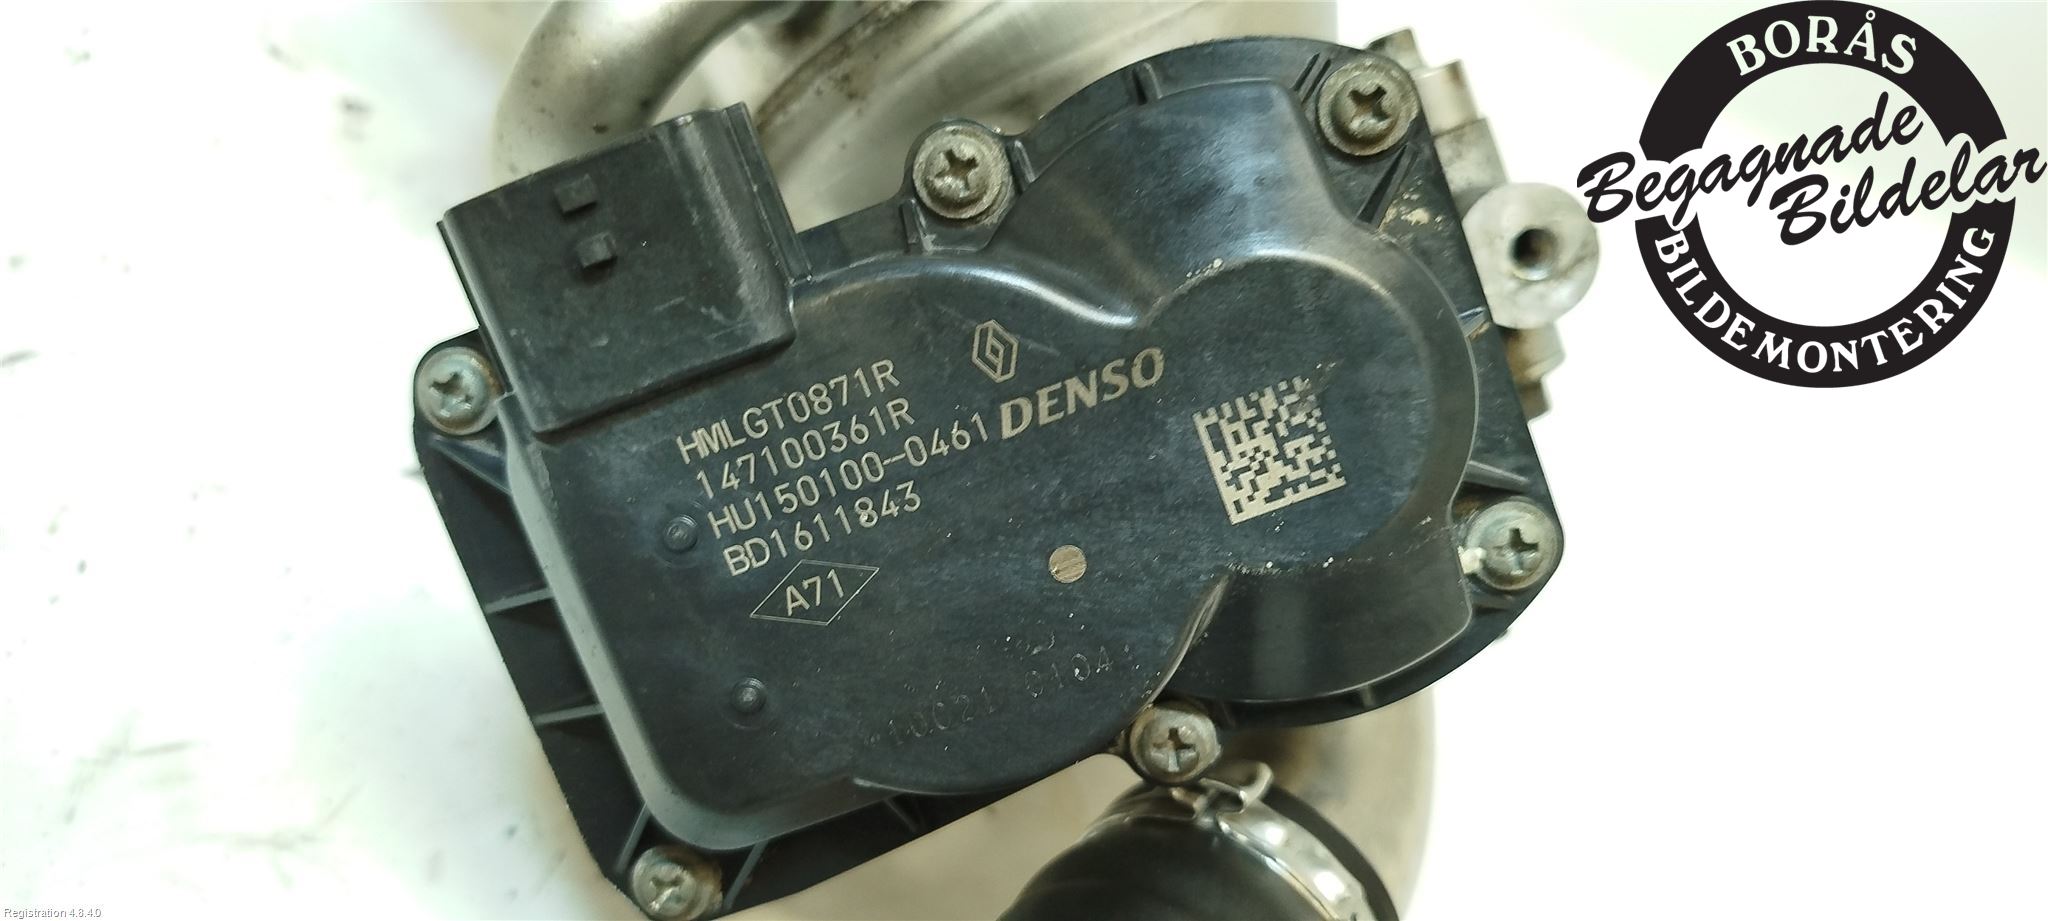 HMLGT0871R
147100361R
HU150100-0461
BD1611843
A71
DENSO
BORÅS
Begagnade
Bildelar
BILDEMONTERING
Registration 4.8.4.0